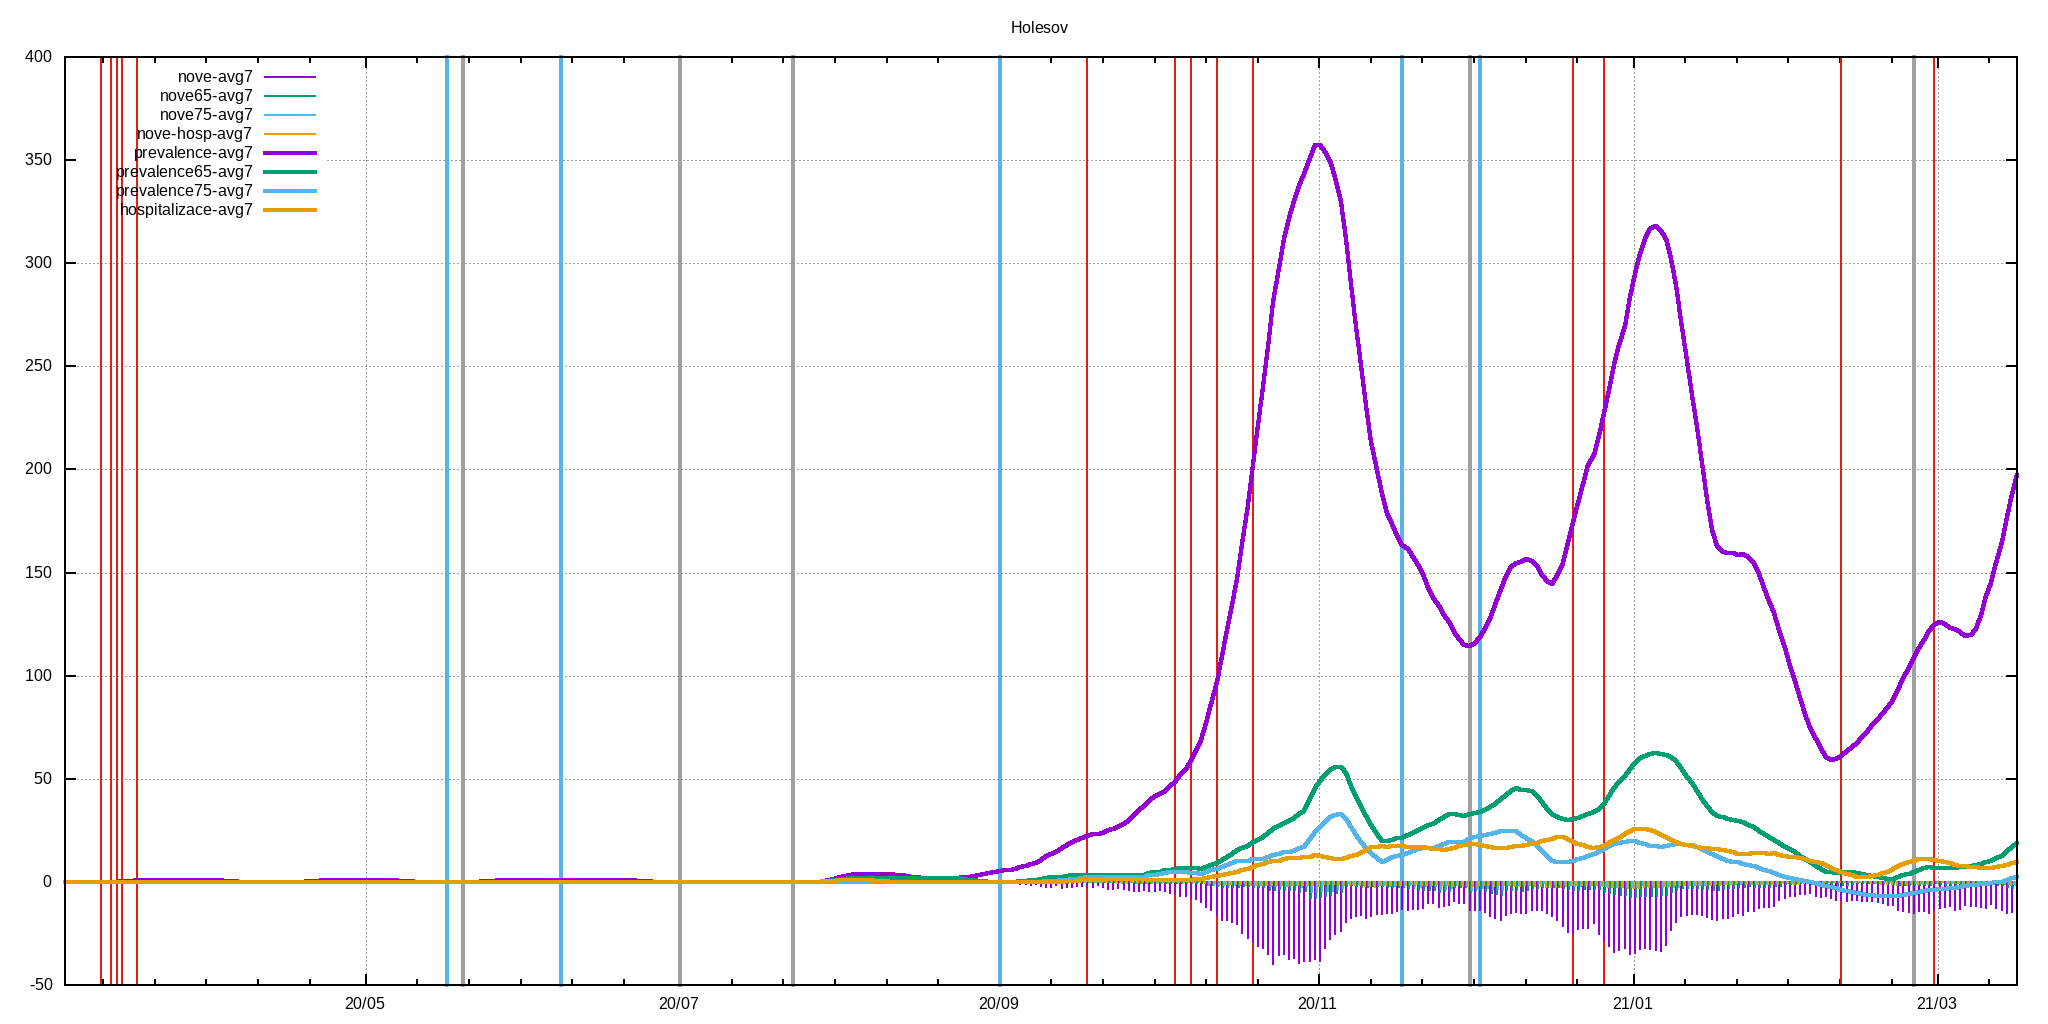 Holesov
400
350
300
250
200
150
100
50
0
-50
nove-avg7
nove65-avg7
nove75-avg7
nove-hosp-avg7
prevalence-avg7
prevalence65-avg7
prevalence75-avg7
hospitalizace-avg7
20/05
20/07
20/09
20/11
21/01
21/03